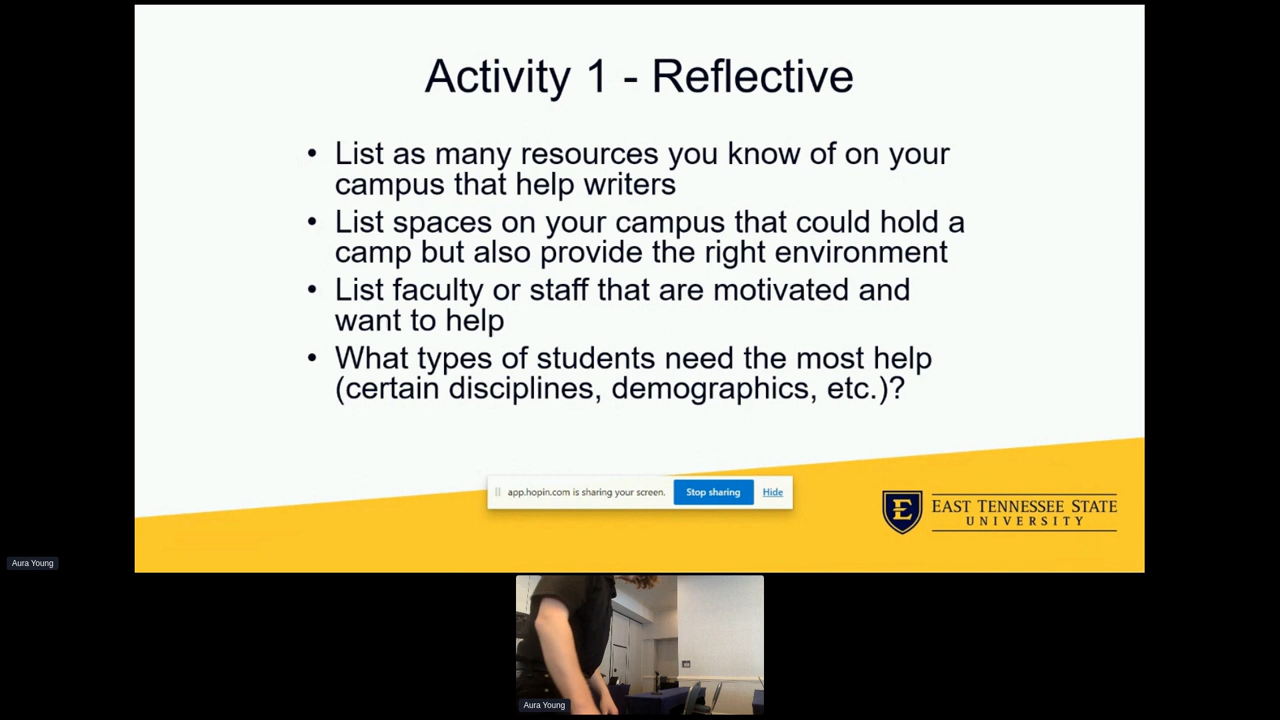 Activity 1 - Reflective
• List as many resources you know of on your
campus that help writers
• List spaces on your campus that could hold a
camp but also provide the right environment
• List faculty or staff that are motivated and
want to help
• What types of students need the most help
(certain disciplines, demographics, etc.)?
app.hopin.com is sharing your screen. Stop sharing Hide
E
EAST TENNESSEE STATE
UNIVERSITY
Aura Young
Aura Young